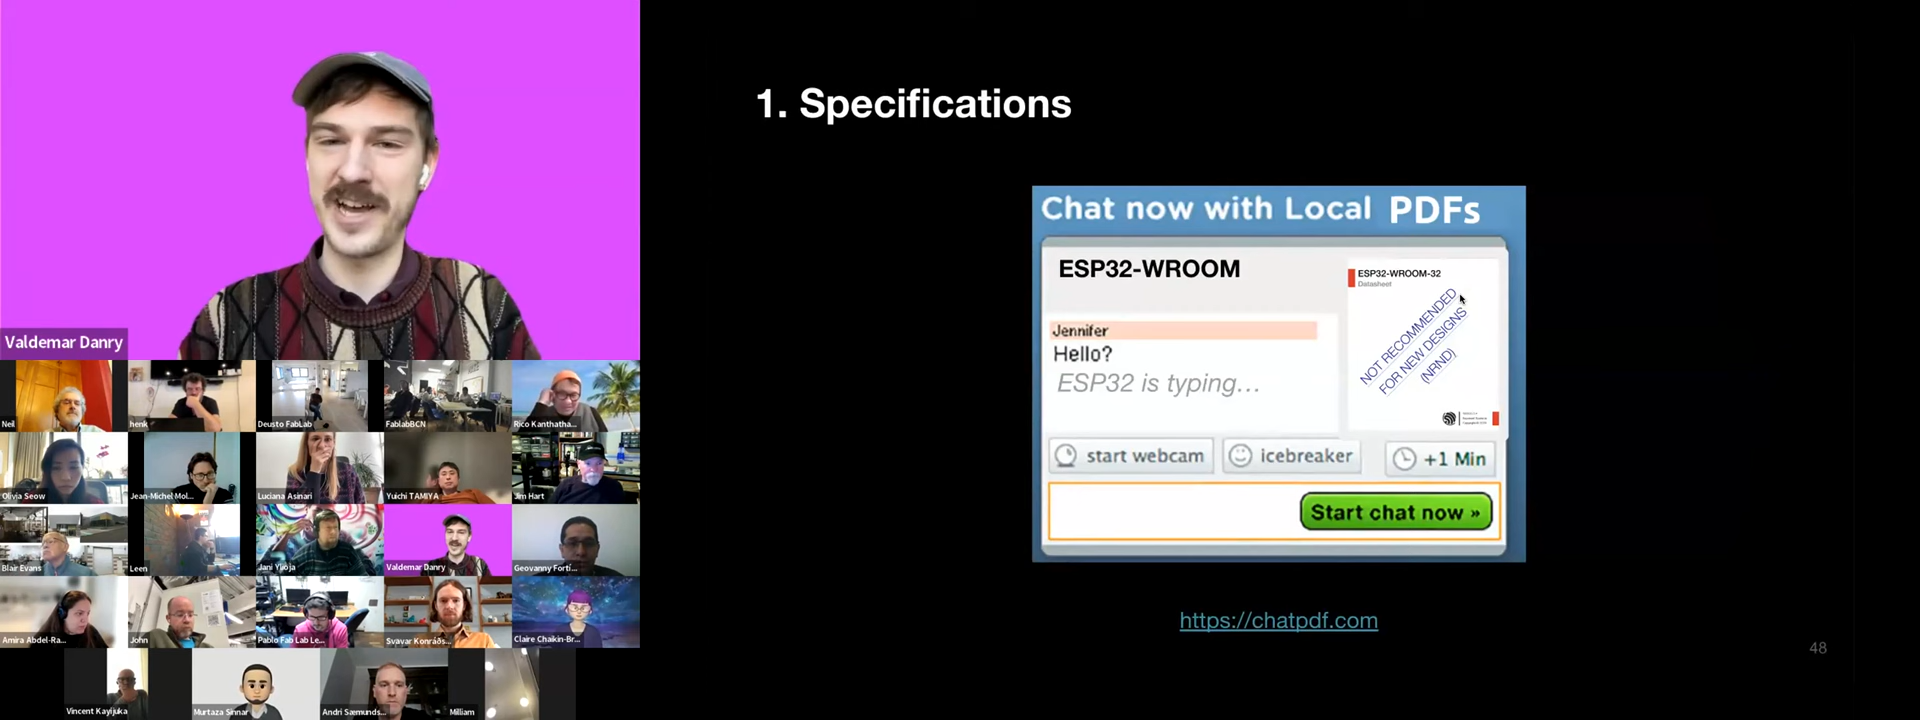 Valdemar Danry
Neil
henk
Deusto FabLab
FablabBCN
Rico Kanthatha...
Olivia Seow
Jean-Michel Mol...
Luciana Asinari
Yuichi TAMIYA
Jim Hart
Blair Evans
Leen
Jani Ylioja
Valdemar Danry
Geovanny Forti...
Amira Abdel-Ra...
John
Pablo Fab Lab Le...
Svavar Konráðs...
Claire Chaikin-Br...
Vincent Kayijuka
Murtaza Sinnar
Andri Sæmunds...
Milliam
1. Specifications
Chat now with Local PDFs
ESP32-WROOM
Jennifer
Hello?
ESP32 is typing...
ESP32-WROOM-32
Datasheet
NOT RECOMMENDED
FOR NEW DESIGNS
(NRND)
start webcam
icebreaker
+1 Min
Start chat now »
https://chatpdf.com
48